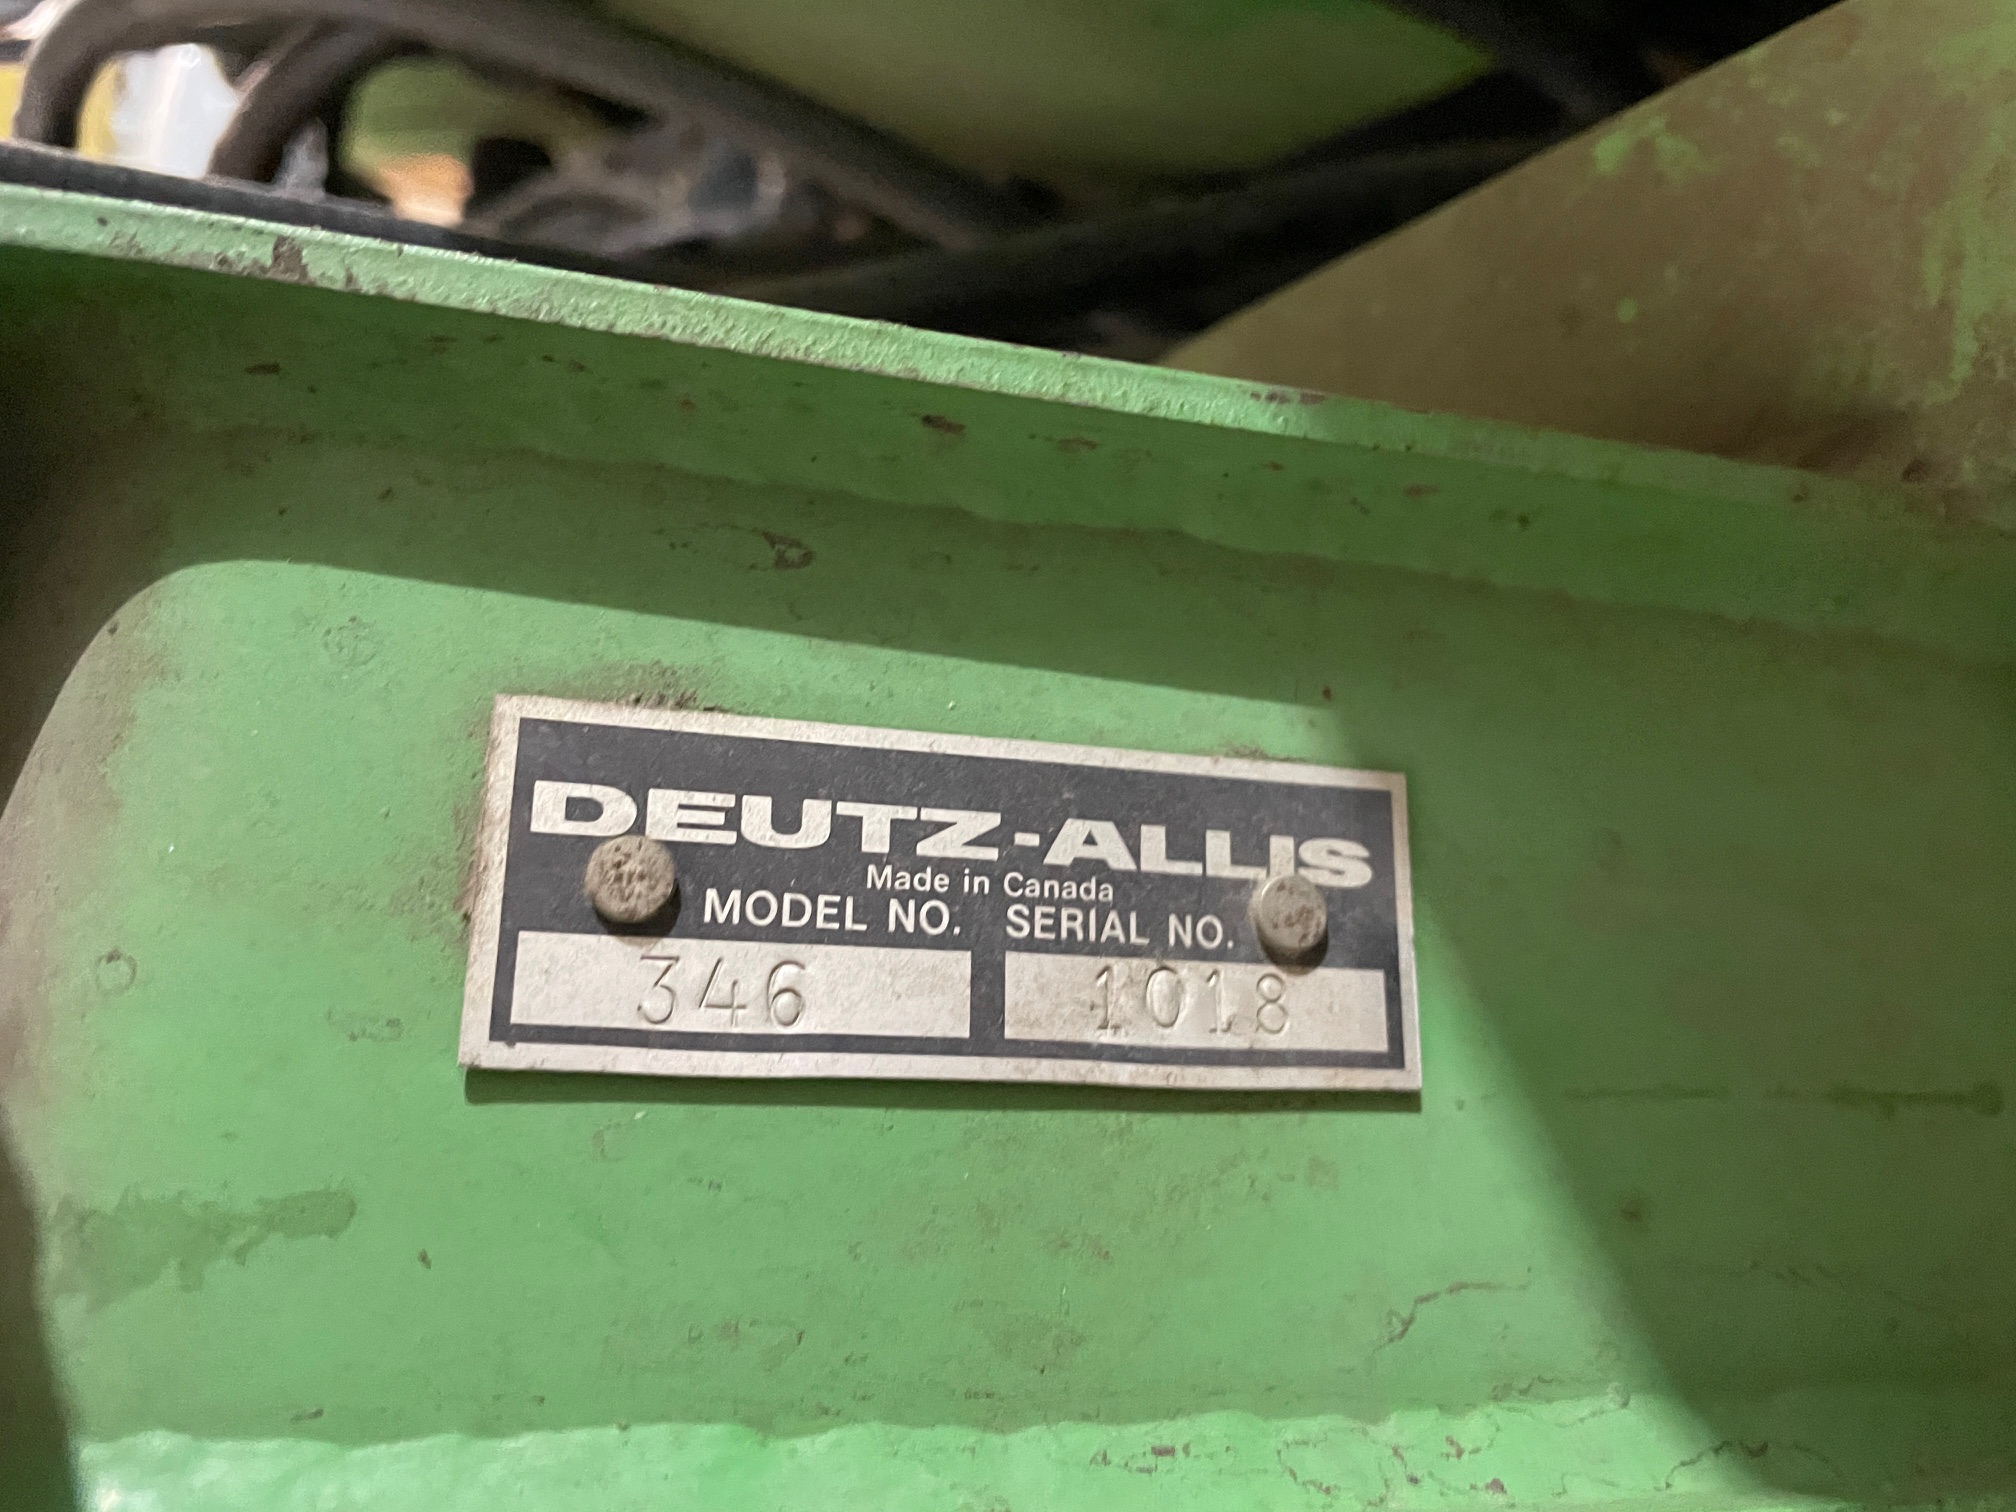 DEUTZ-ALLIS
Made in Canada
MODEL NO. SERIAL NO.
346 1018